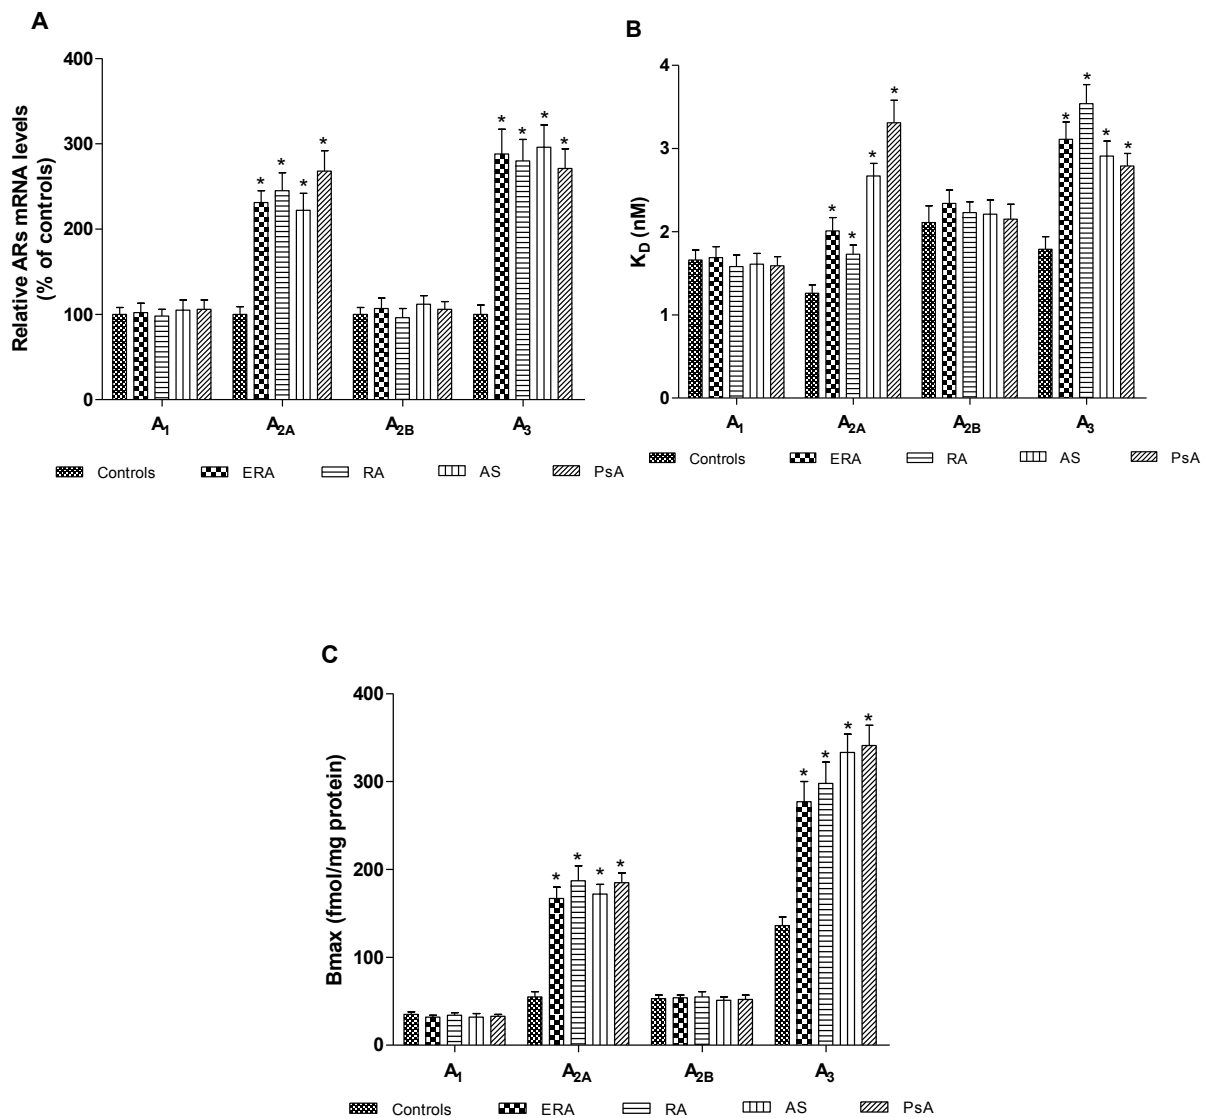 A
Relative ARs mRNA levels
(% of controls)
400
300
200
100
0
* * * *
* * * *
A1 A2A A2B A3
Controls ERA RA AS PsA
B
KD (nM)
4
3
2
1
0
* * * *
* * * *
A1 A2A A2B A3
Controls ERA RA AS PsA
C
Bmax (fmol/mg protein)
400
300
200
100
0
* * * *
* * * *
A1 A2A A2B A3
Controls ERA RA AS PsA